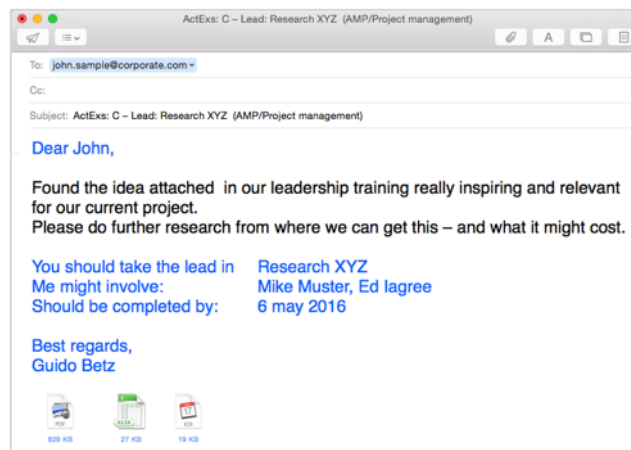 ActExs: C – Lead: Research XYZ (AMP/Project management)
A
To: john.sample@corporate.com
Cc:
Subject: ActExs: C – Lead: Research XYZ (AMP/Project management)
Dear John,
Found the idea attached in our leadership training really inspiring and relevant
for our current project.
Please do further research from where we can get this – and what it might cost.
You should take the lead in Research XYZ
Me might involve: Mike Muster, Ed Iagree
Should be completed by: 6 may 2016
Best regards,
Guido Betz
PDF XLSX 17 ICS
829 KB 27 KB 19 KB